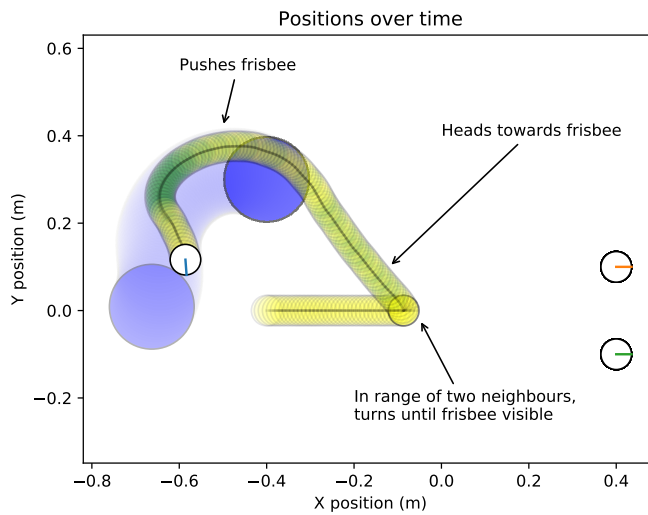 Positions over time
0.6
0.4
0.2
0.0
−0.2
Y position (m)
Pushes frisbee
Heads towards frisbee
In range of two neighbours,
turns until frisbee visible
−0.8 −0.6 −0.4 −0.2 0.0 0.2 0.4
X position (m)